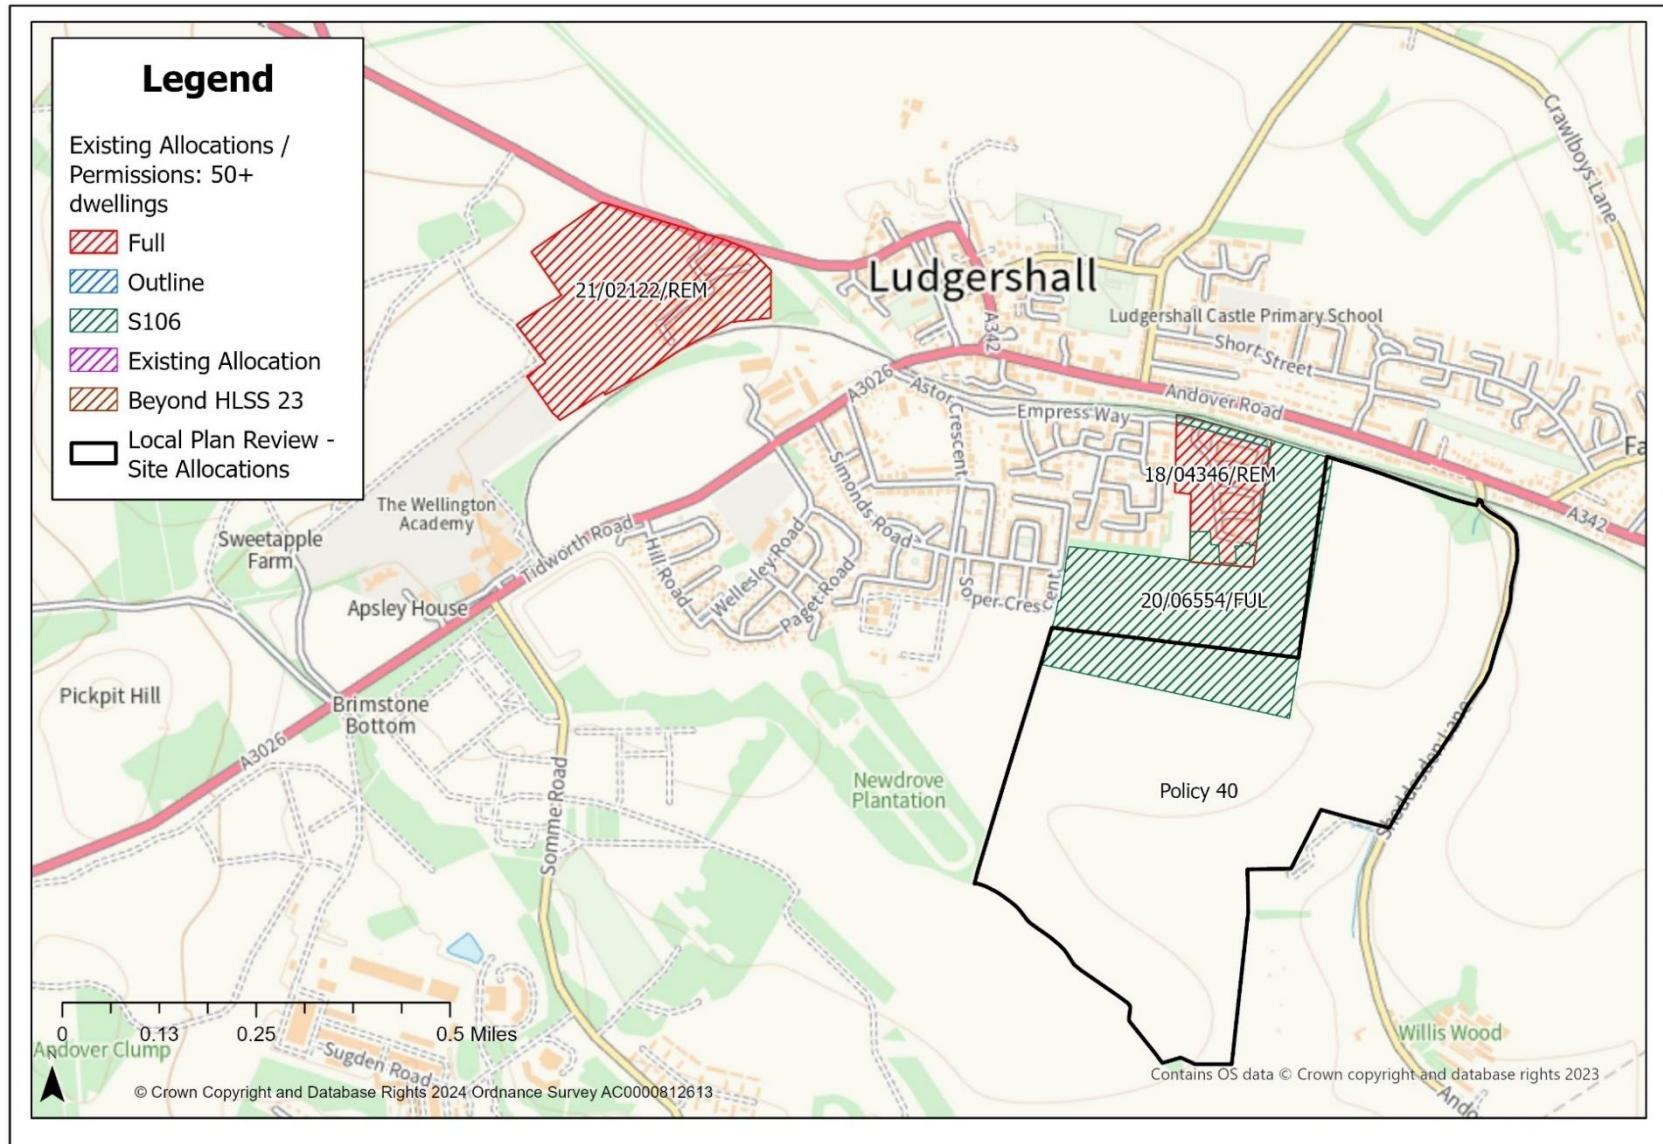 Legend
Existing Allocations /
Permissions: 50+
dwellings
Full
Outline
S106
Existing Allocation
Beyond HLSS 23
Local Plan Review -
Site Allocations
Crawlboys Lane
Ludgershall
21/02122/REM
A342
Ludgershall Castle Primary School
Short Street
A3026
Astor Crescent
Empress Way
Andover Road
Fa
18/04346/REM
The Wellington
Academy
Simonds Road
A342
Sweetapple
Farm
Tidworth Road
Hill Road
Wellesley Road
Paget Road
Soper Crescent
20/06554/FUL
Apsley House
Pickpit Hill
Brimstone
Bottom
A3026
Somme Road
Newdrove
Plantation
Policy 40
Shoddesden Lane
0
0.13
0.25
0.5 Miles
Andover Clump
Sugden Road
Willis Wood
N
© Crown Copyright and Database Rights 2024 Ordnance Survey AC0000812613
Contains OS data © Crown copyright and database rights 2023
Ando